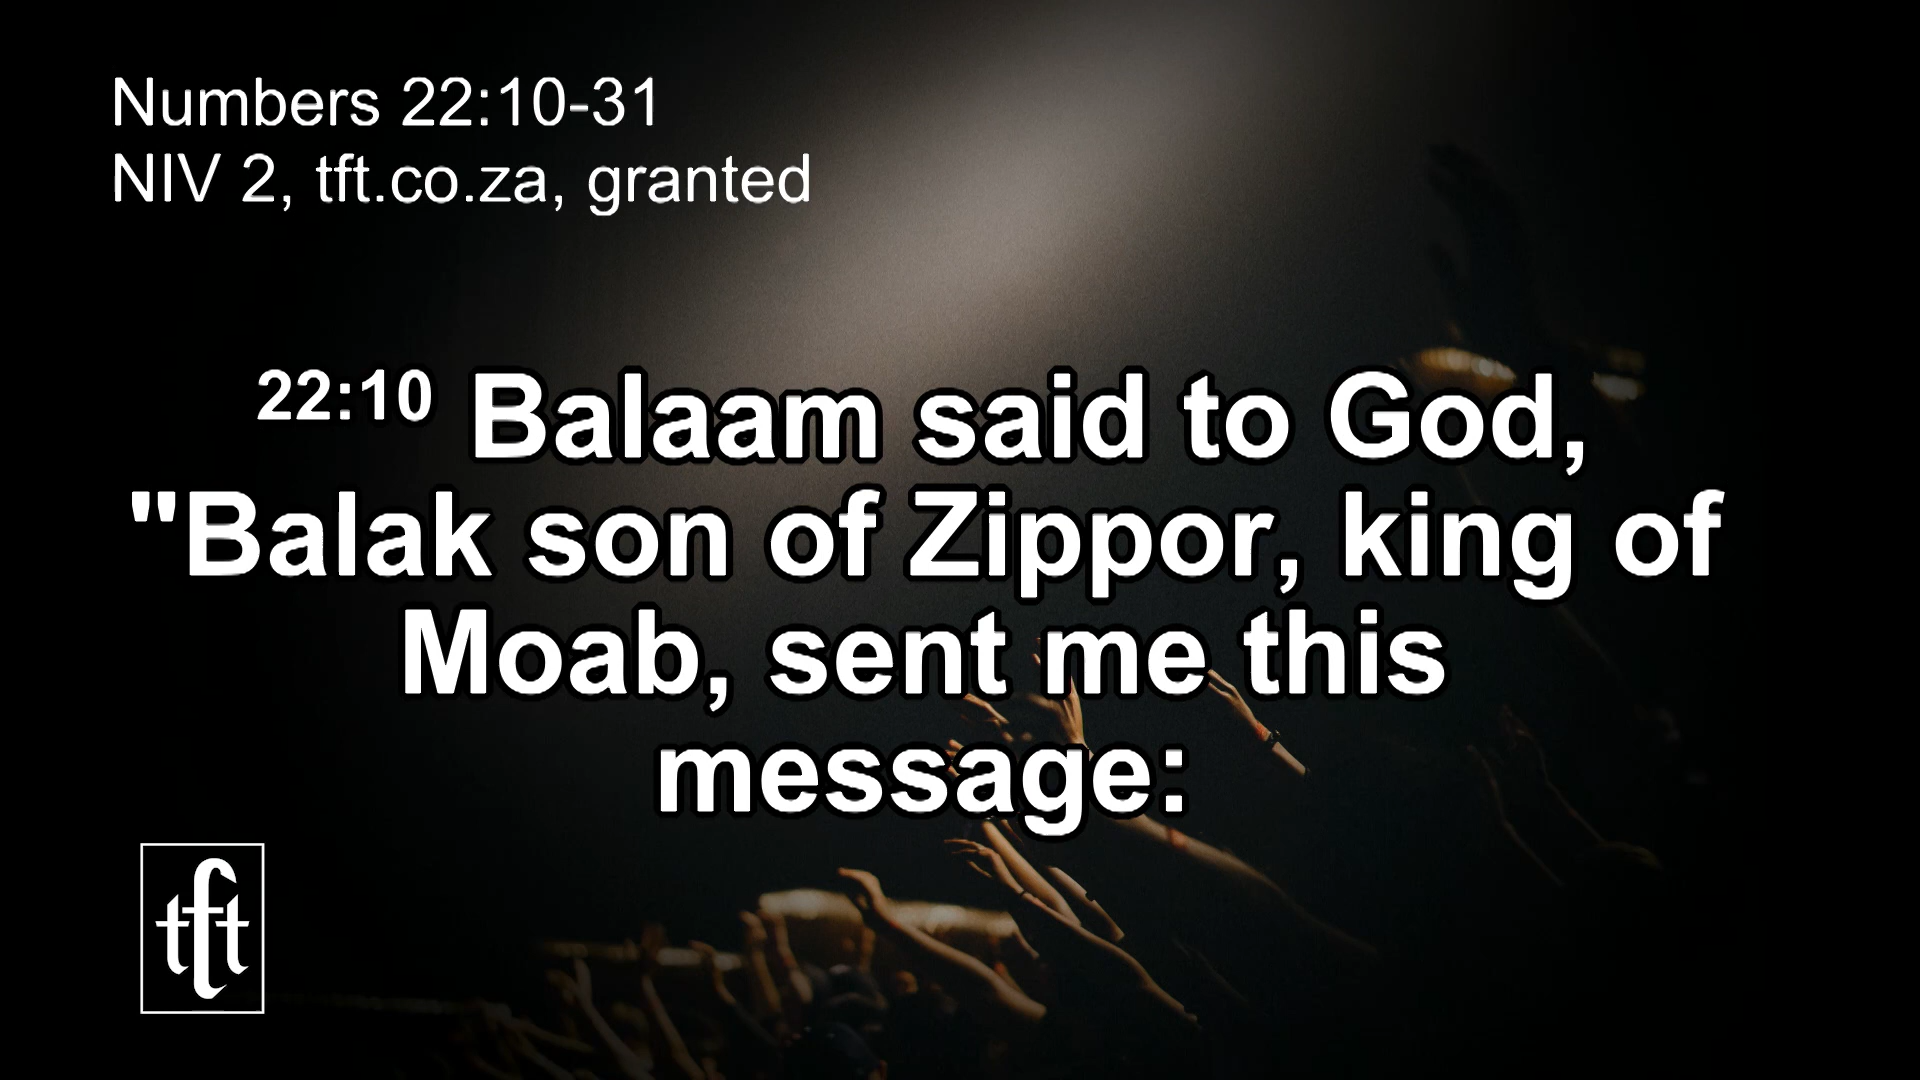 Numbers 22:10-31
NIV 2, tft.co.za, granted
22:10 Balaam said to God,
"Balak son of Zippor, king of
Moab, sent me this
message:
tft